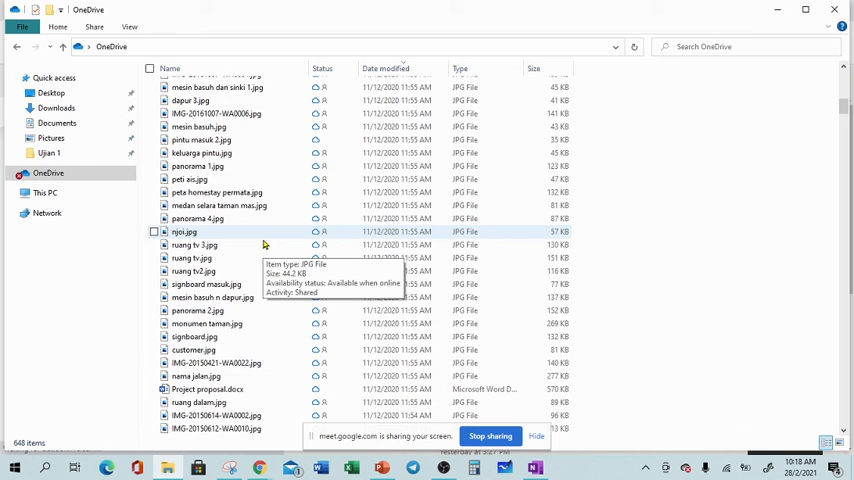 OneDrive
File Home Share View
OneDrive
Search OneDrive
Name Status Date modified Type Size
Quick access
Desktop
Downloads
Documents
Pictures
Ujian 1
OneDrive
This PC
Network
mesin basuh dan sinki 1.jpg 11/12/2020 11:55 AM JPG File 45 KB
dapur 3.jpg 11/12/2020 11:55 AM JPG File 91 KB
IMG-20161007-WA0006.jpg 11/12/2020 11:55 AM JPG File 141 KB
mesin basuh.jpg 11/12/2020 11:55 AM JPG File 43 KB
pintu masuk 2.jpg 11/12/2020 11:55 AM JPG File 35 KB
keluarga pintu.jpg 11/12/2020 11:55 AM JPG File 45 KB
panorama 1.jpg 11/12/2020 11:55 AM JPG File 123 KB
peti ais.jpg 11/12/2020 11:55 AM JPG File 47 KB
peta homestay permata.jpg 11/12/2020 11:55 AM JPG File 132 KB
medan selara taman mas.jpg 11/12/2020 11:55 AM JPG File 81 KB
panorama 4.jpg 11/12/2020 11:55 AM JPG File 87 KB
njoi.jpg 11/12/2020 11:55 AM JPG File 57 KB
ruang tv 3.jpg 11/12/2020 11:55 AM JPG File 130 KB
ruang tv.jpg 11/12/2020 11:55 AM JPG File 151 KB
ruang tv2.jpg 11/12/2020 11:55 AM JPG File 110 KB
signboard masuk.jpg 11/12/2020 11:55 AM JPG File 77 KB
mesin basuh n dapur.jpg 11/12/2020 11:55 AM JPG File 92 KB
panorama 2.jpg 11/12/2020 11:55 AM JPG File 152 KB
monumen taman.jpg 11/12/2020 11:55 AM JPG File 299 KB
signboard.jpg 11/12/2020 11:55 AM JPG File 132 KB
customer.jpg 11/12/2020 11:55 AM JPG File 81 KB
IMG-20150421-WA0022.jpg 11/12/2020 11:55 AM JPG File 140 KB
nama jalan.jpg 11/12/2020 11:55 AM JPG File 277 KB
Project proposal.docx 11/12/2020 11:55 AM Microsoft Word D... 570 KB
ruang dalam.jpg 11/12/2020 11:55 AM JPG File 89 KB
IMG-20150614-WA0002.jpg 11/12/2020 11:54 AM JPG File 96 KB
IMG-20150612-WA0010.jpg KB
Item type: JPG File
Size: 44.2 KB
Availability status: Available when online
Activity: Shared
meet.google.com is sharing your screen. Stop sharing Hide
648 items
Yesterday at 3:27 PM
10:18 AM
28/2/2021